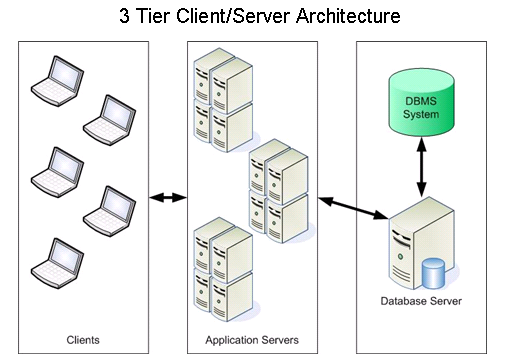 3 Tier Client/Server Architecture
DBMS
System
Database Server
Clients
Application Servers